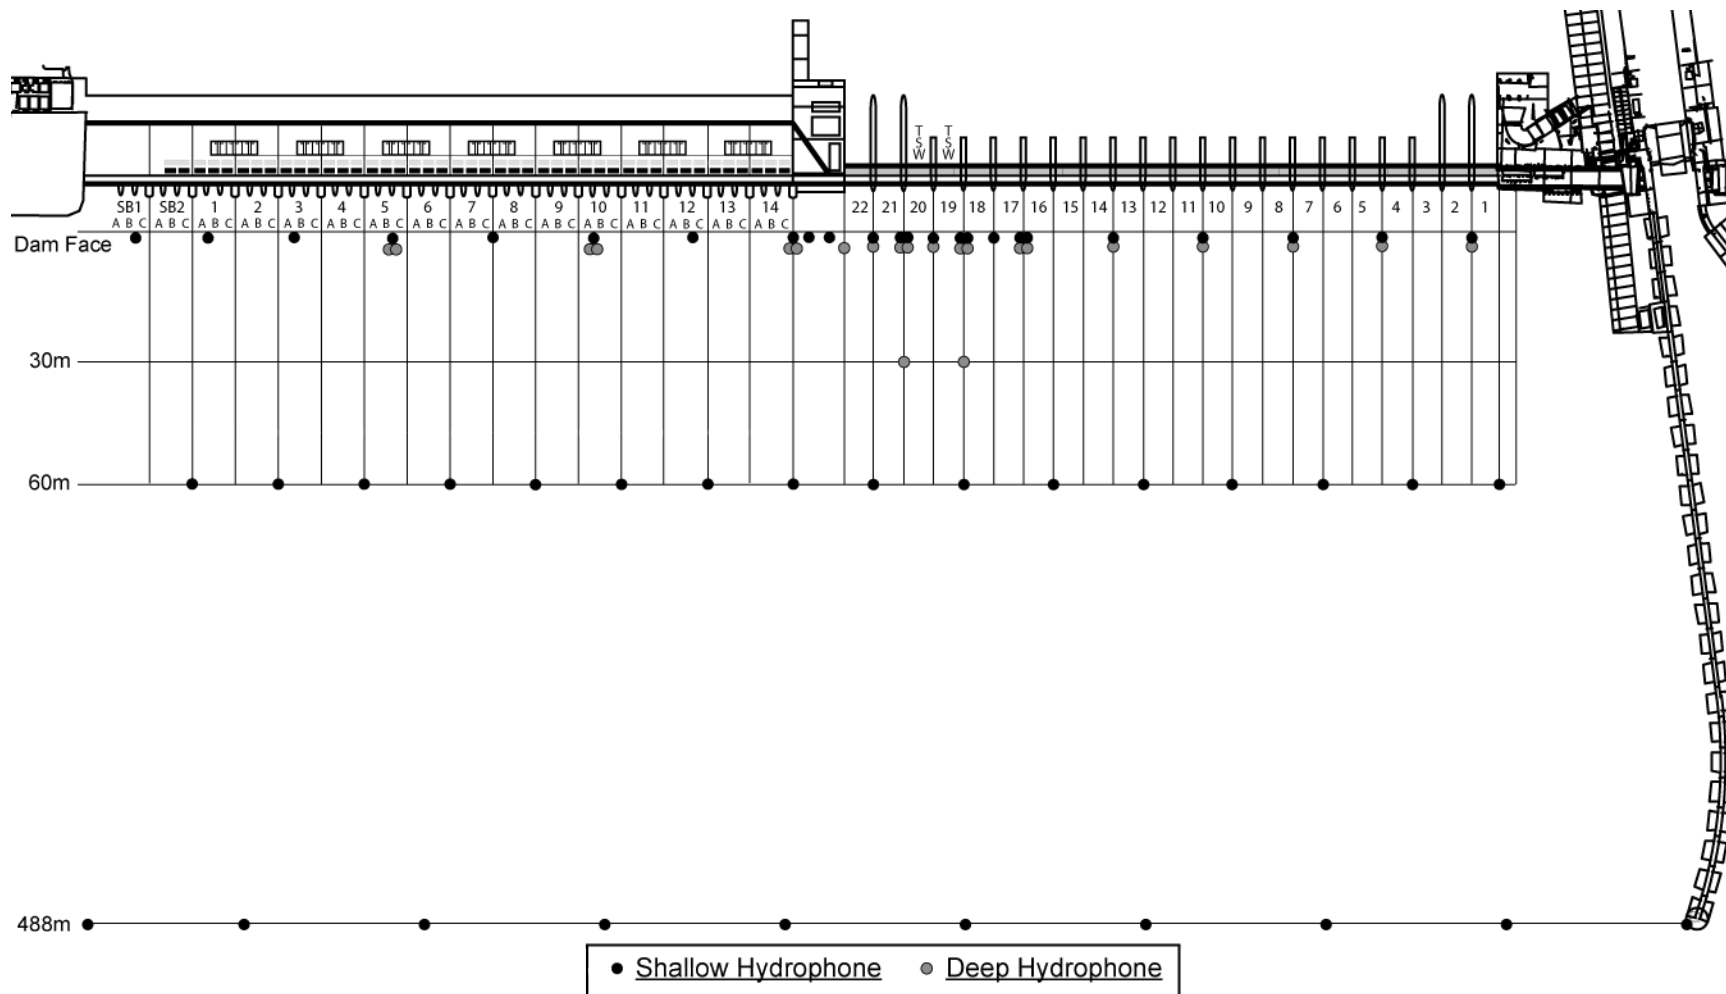 T S W T S W
SB1 SB2 1 2 3 4 5 6 7 8 9 10 11 12 13 14 22 21 20 19 18 17 16 15 14 13 12 11 10 9 8 7 6 5 4 3 2 1
A B C A B C A B C A B C A B C A B C A B C A B C A B C A B C A B C A B C A B C A B C A B C A B C
Dam Face
30m
60m
488m
Shallow Hydrophone Deep Hydrophone